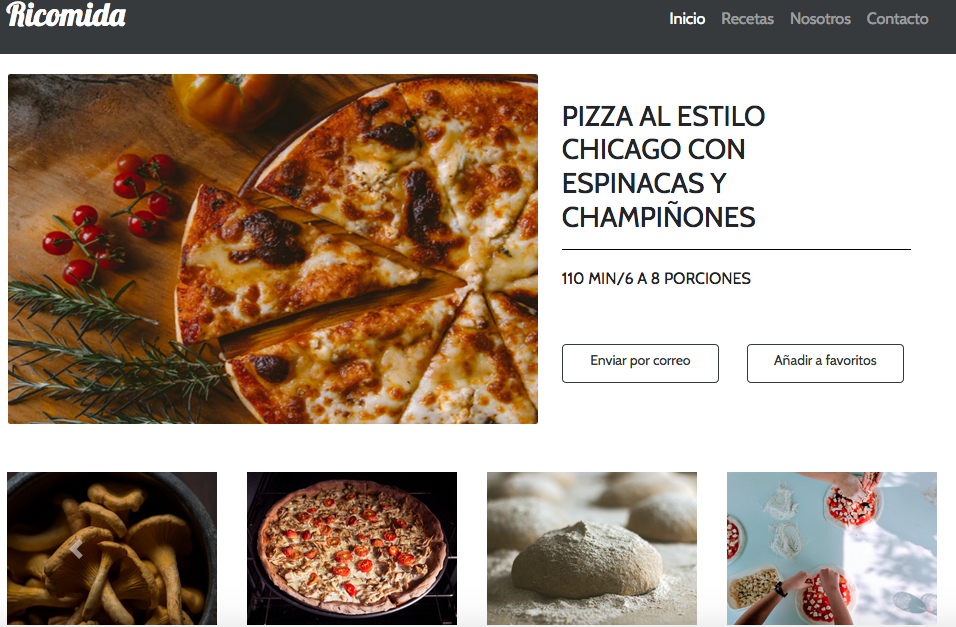 Ricomida
Inicio Recetas Nosotros Contacto
PIZZA AL ESTILO
CHICAGO CON
ESPINACAS Y
CHAMPIÑONES
110 MIN/6 A 8 PORCIONES
Enviar por correo
Añadir a favoritos